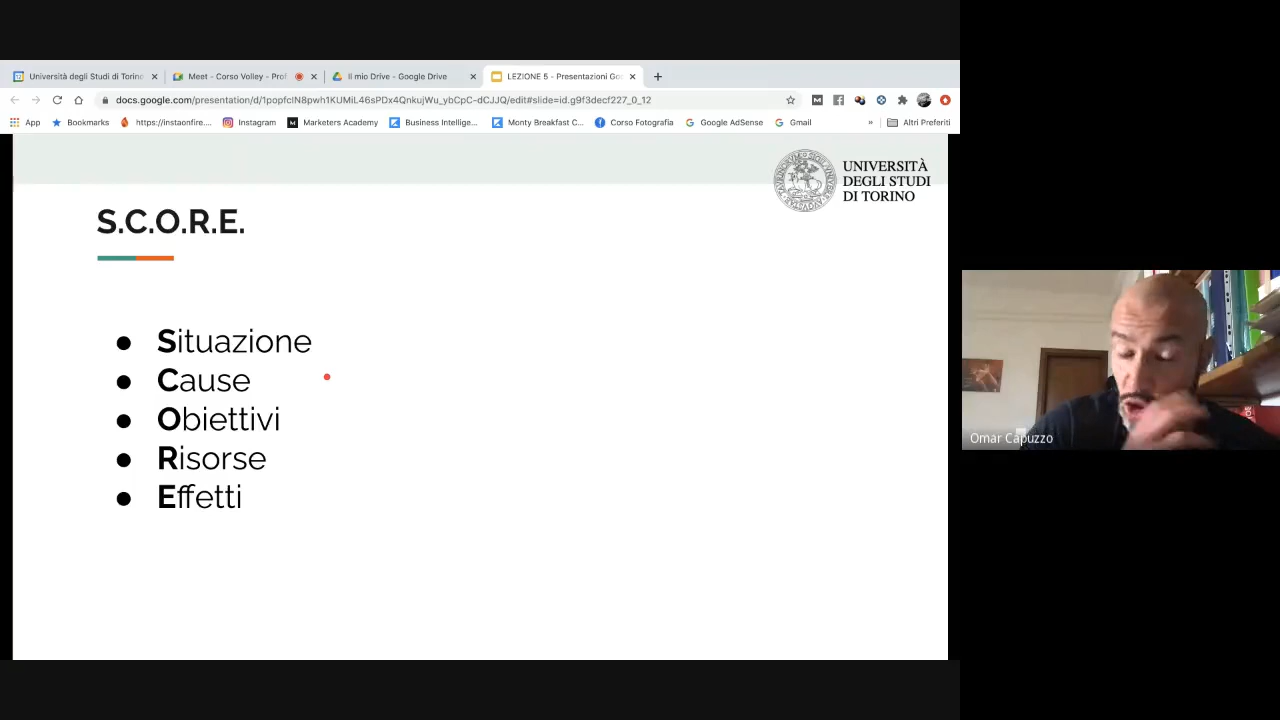 Università degli Studi di Torino
Meet - Corso Volley - Prof
Il mio Drive - Google Drive
LEZIONE 5 - Presentazioni Goo
docs.google.com/presentation/d/1popfcIN8pwh1KUMiL46sPDx4QnkujWu_ybCpC-dCJJQ/edit#slide=id.g9f3decf227_0_12
App
Bookmarks
https://instaonfire....
Instagram
Marketers Academy
Business Intellige...
Monty Breakfast C...
Corso Fotografia
Google AdSense
Gmail
»
Altri Preferiti
UNIVERSITÀ
DEGLI STUDI
DI TORINO
S.C.O.R.E.
● Situazione
● Cause
● Obiettivi
● Risorse
● Effetti
Omar Capuzzo